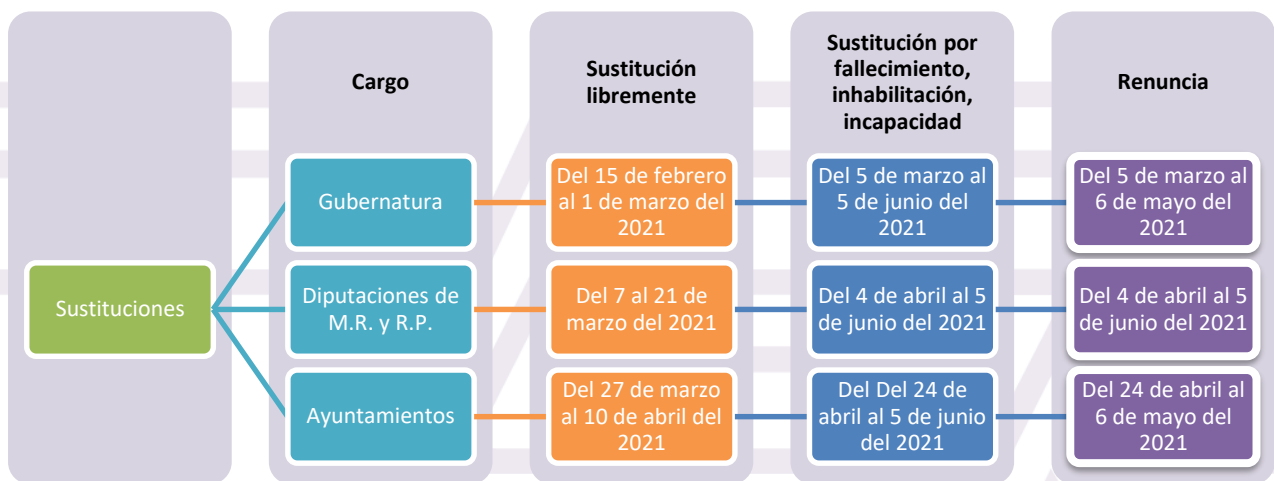 Cargo
Sustitución
libremente
Sustitución por
fallecimiento,
inhabilitación,
incapacidad
Renuncia
Sustituciones
Gubernatura
Del 15 de febrero
al 1 de marzo del
2021
Del 5 de marzo al
5 de junio del
2021
Del 5 de marzo al
6 de mayo del
2021
Diputaciones de
M.R. y R.P.
Del 7 al 21 de
marzo del 2021
Del 4 de abril al 5
de junio del 2021
Del 4 de abril al 5
de junio del 2021
Ayuntamientos
Del 27 de marzo
al 10 de abril del
2021
Del Del 24 de
abril al 5 de junio
del 2021
Del 24 de abril al
6 de mayo del
2021